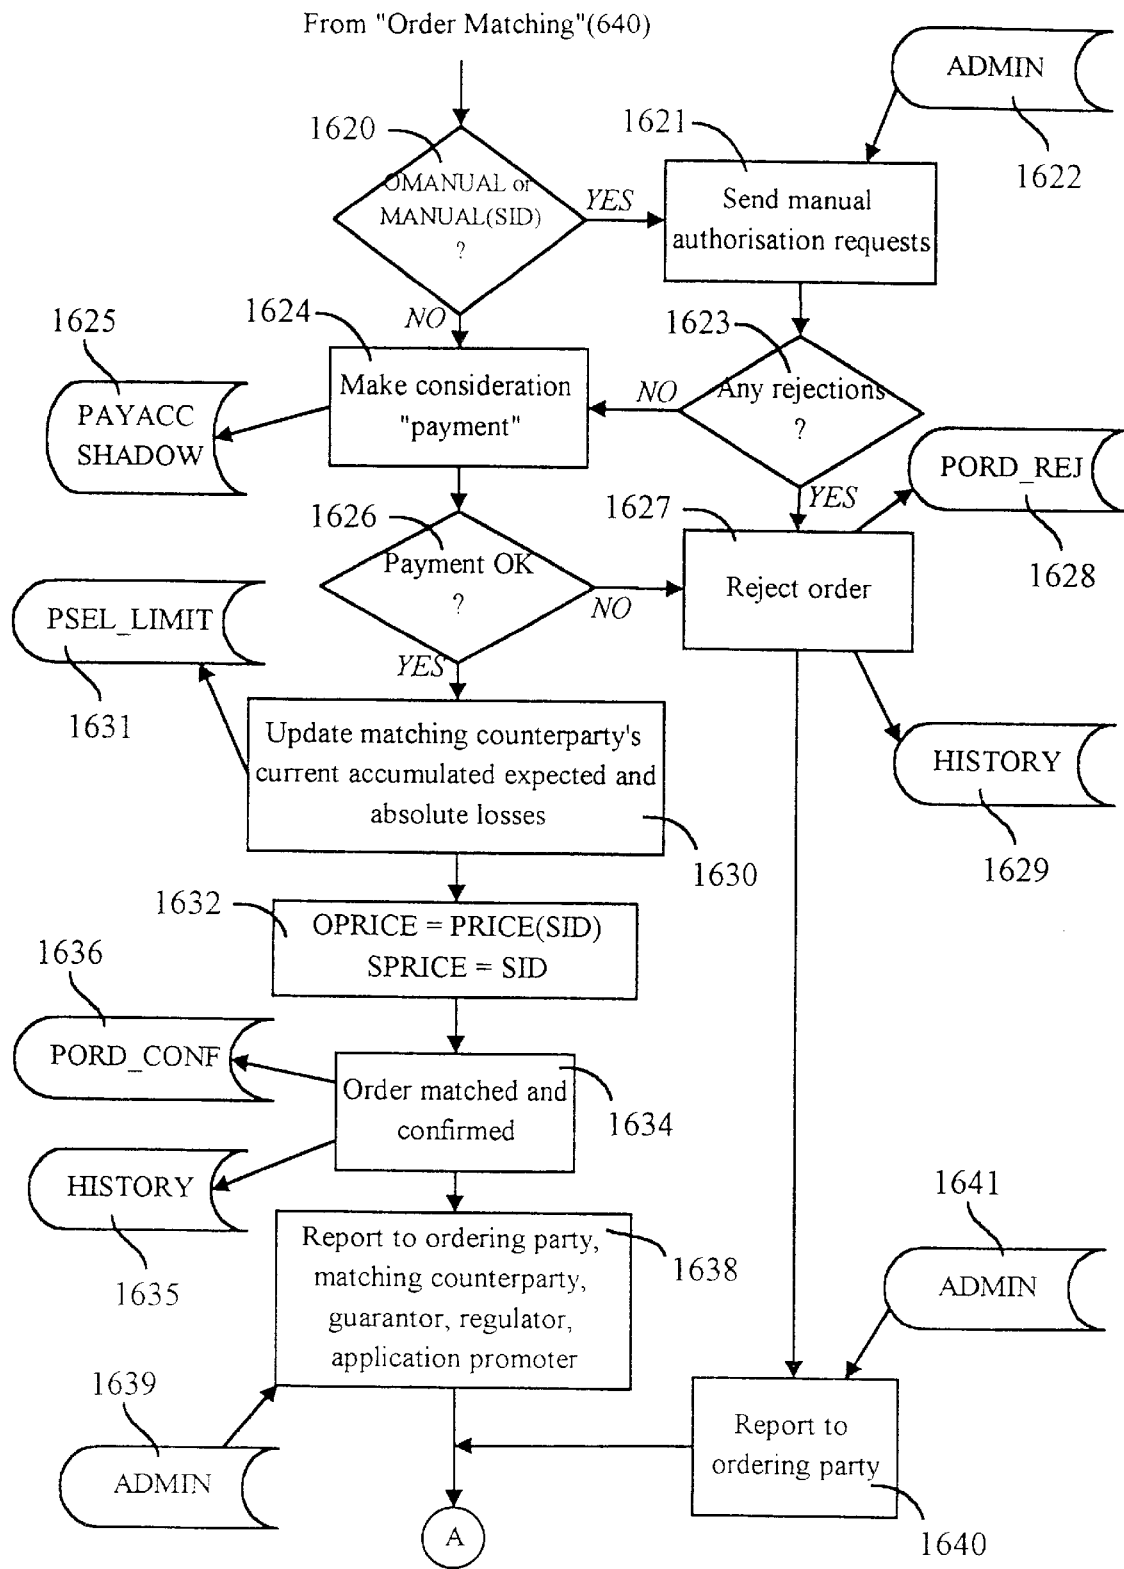 From "Order Matching"(640)
ADMIN
1622
1620
OMANUAL or
MANUAL(SID)
?
YES
NO
1621
Send manual
authorisation requests
1623
Any rejections
?
NO
YES
1624
Make consideration
"payment"
1625
PAYACC
SHADOW
1626
Payment OK
?
NO
YES
1627
Reject order
PORD_REJ
1628
HISTORY
1629
PSEL_LIMIT
1631
Update matching counterparty's
current accumulated expected and
absolute losses
1630
1632
OPRICE = PRICE(SID)
SPRICE = SID
1636
PORD_CONF
Order matched and
confirmed
1634
HISTORY
1635
Report to ordering party,
matching counterparty,
guarantor, regulator,
application promoter
1638
1639
ADMIN
1641
ADMIN
Report to
ordering party
1640
A